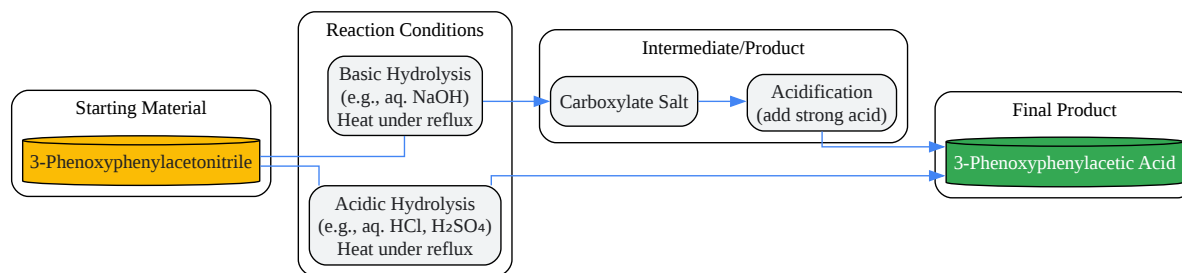 Starting Material
3-Phenoxyphenylacetonitrile
Reaction Conditions
Basic Hydrolysis
(e.g., aq. NaOH)
Heat under reflux
Acidic Hydrolysis
(e.g., aq. HCl, H₂SO₄)
Heat under reflux
Intermediate/Product
Carboxylate Salt
Acidification
(add strong acid)
Final Product
3-Phenoxyphenylacetic Acid